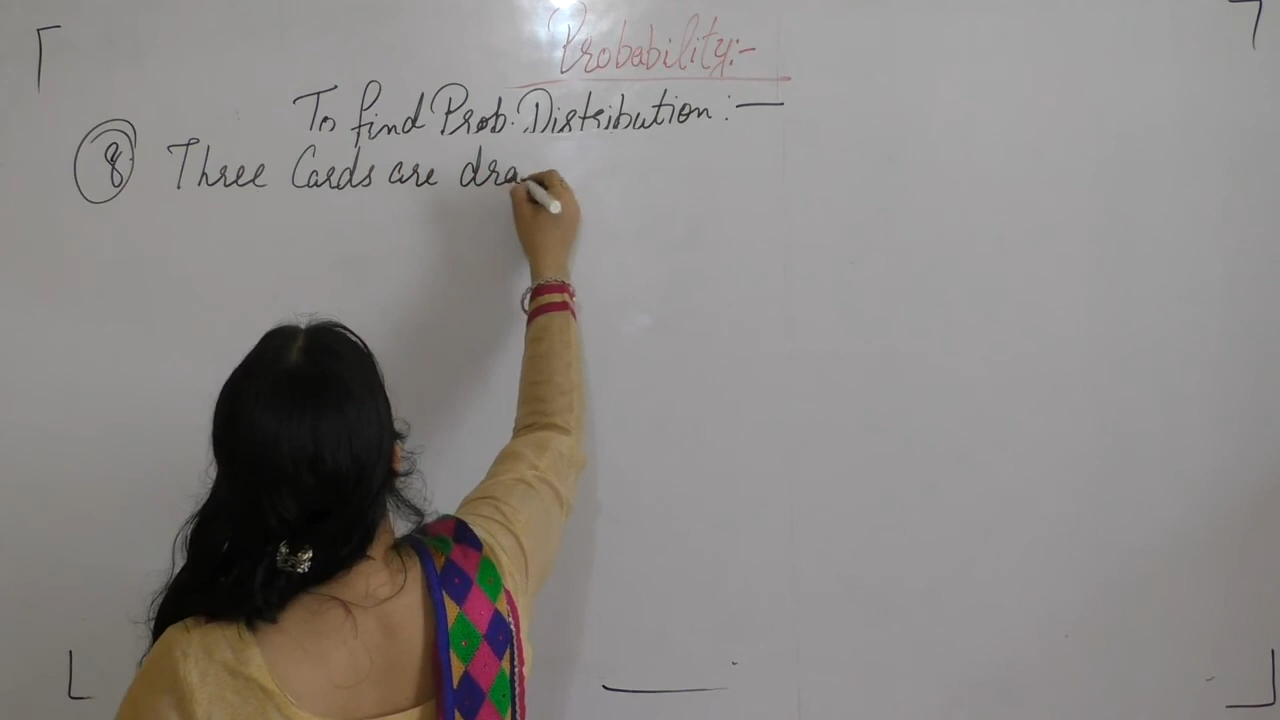 Probability:-
To find Prob. Distribution:-
8 Three Cards are dra